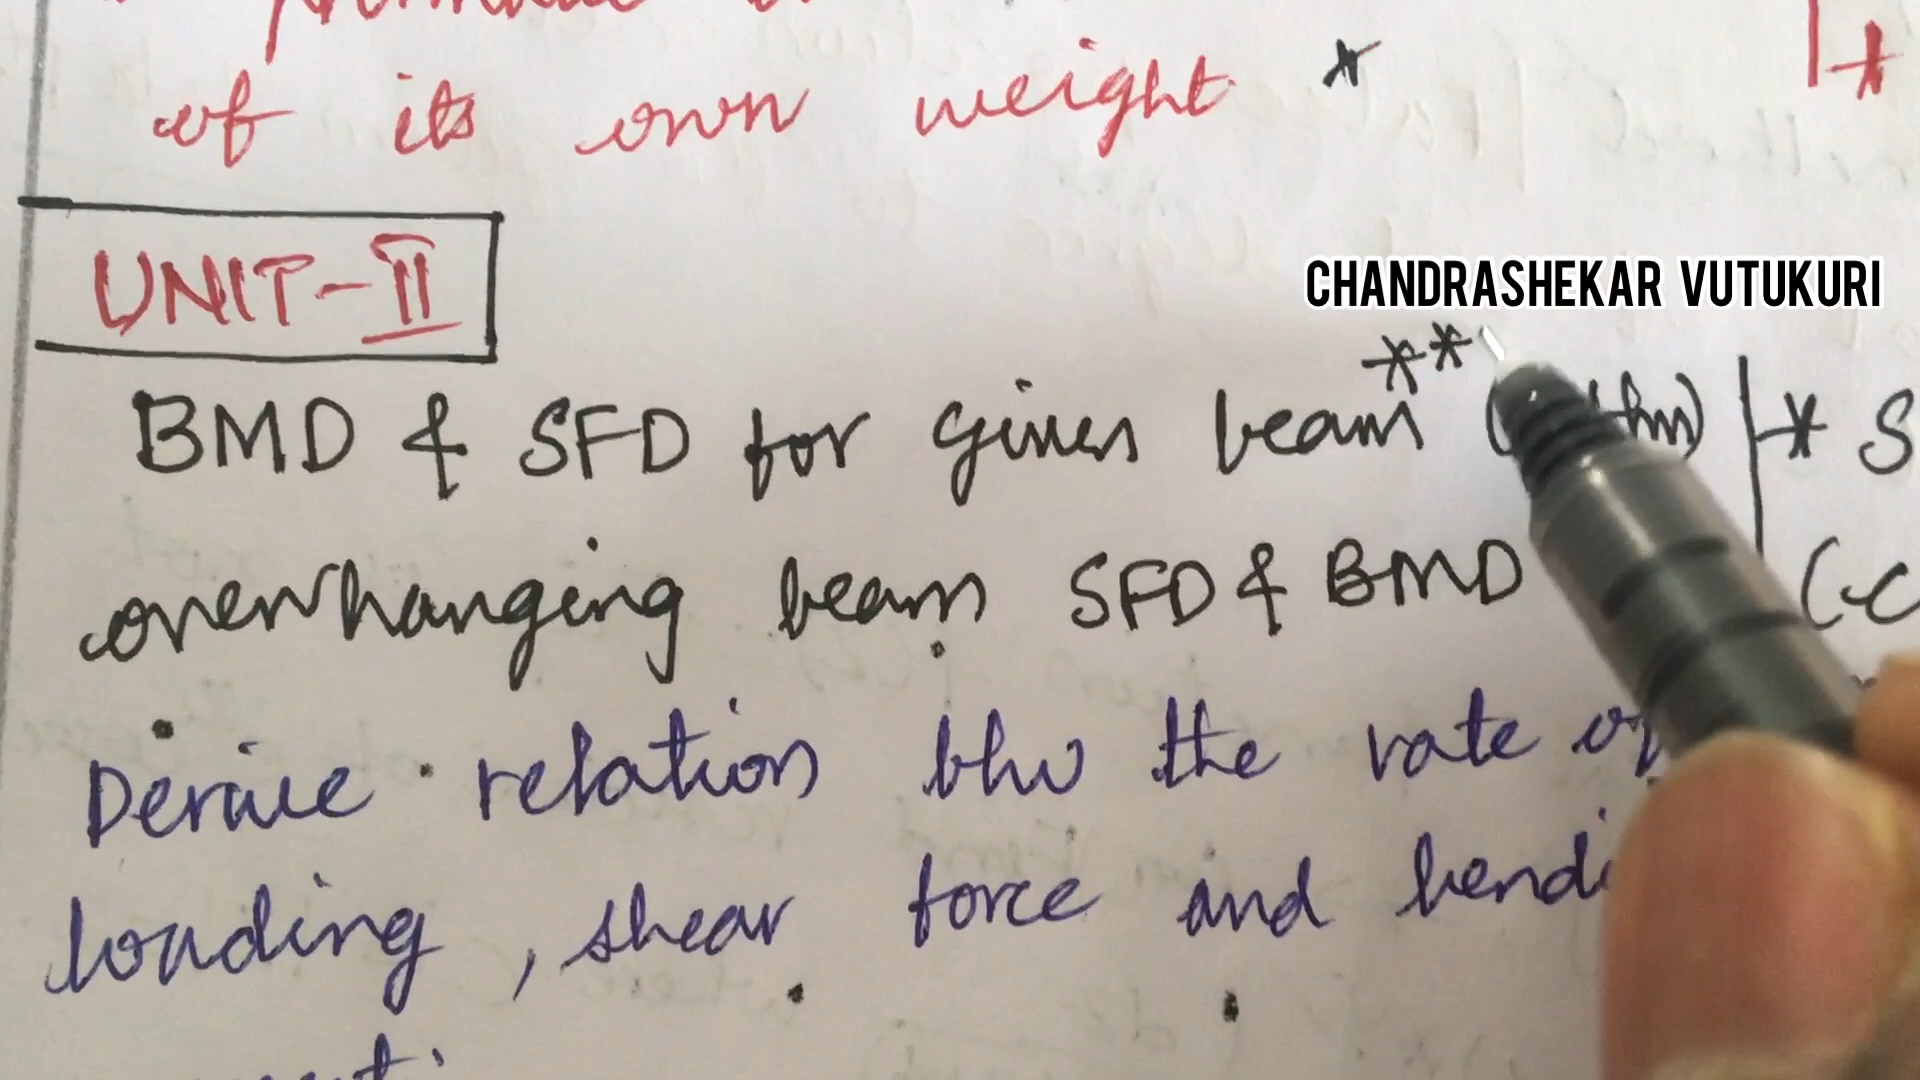 of its own weight *
| *
UNIT-II
CHANDRASHEKAR VUTUKURI
BMD & SFD for given beam ** | * S
overhanging beam SFD & BMD (C
Derive relation b/w the rate of
loading, shear force and bendi